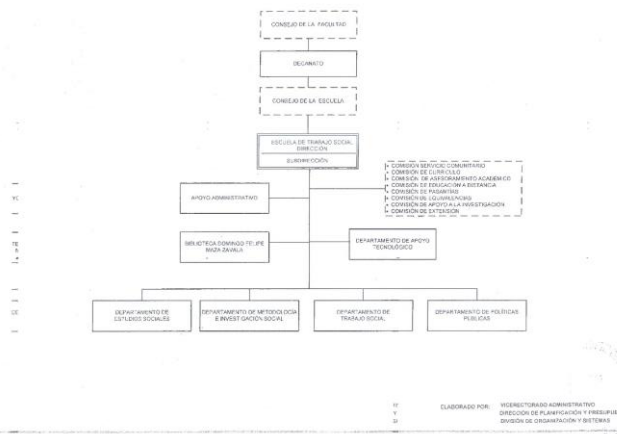 CONSEJO DE LA FACULTAD
DECANATO
CONSEJO DE LA ESCUELA
ESCUELA DE TRABAJO SOCIAL
DIRECCIÓN
SUBDIRECCIÓN
COMISIÓN SERVICIO COMUNITARIO
COMISIÓN DE CURRÍCULO
COMISIÓN DE ASESORAMIENTO ACADÉMICO
COMISIÓN DE EDUCACIÓN A DISTANCIA
COMISIÓN DE PASANTÍAS
COMISIÓN DE EQUIVALENCIAS
COMISIÓN DE APOYO A LA INVESTIGACIÓN
COMISIÓN DE EXTENSIÓN
APOYO ADMINISTRATIVO
BIBLIOTECA DOMINGO FELIPE
MAZA ZAVALA
DEPARTAMENTO DE APOYO
TECNOLÓGICO
DEPARTAMENTO DE
ESTUDIOS SOCIALES
DEPARTAMENTO DE METODOLOGÍA
E INVESTIGACIÓN SOCIAL
DEPARTAMENTO DE
TRABAJO SOCIAL
DEPARTAMENTO DE POLÍTICAS
PÚBLICAS
ELABORADO POR: VICERECTORADO ADMINISTRATIVO
DIRECCIÓN DE PLANIFICACIÓN Y PRESUPUE
DIVISIÓN DE ORGANIZACIÓN Y SISTEMAS